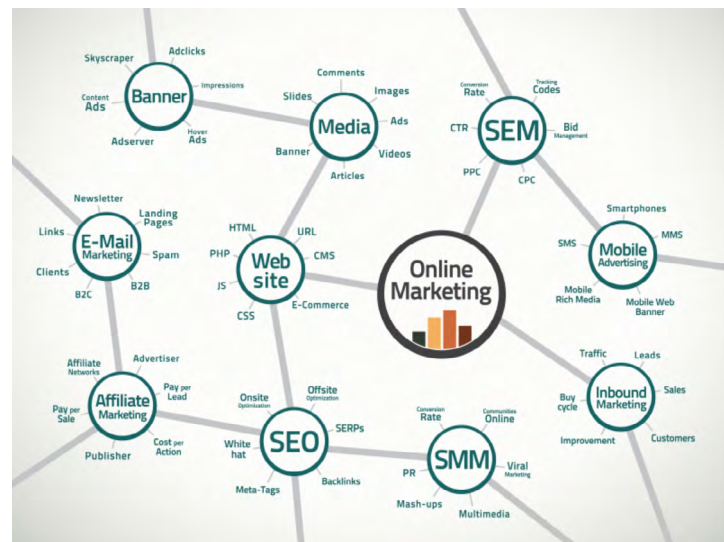 Banner
Skyscraper
Adclicks
Impressions
Content
Ads
Adserver
Hover
Ads
Media
Comments
Slides
Images
Ads
Banner
Videos
Articles
SEM
Conversion
Rate
Tracking
Codes
CTR
Bid
Management
PPC
CPC
E-Mail
Marketing
Newsletter
Landing
Pages
Links
Spam
Clients
B2C
B2B
Web
site
HTML
URL
PHP
CMS
JS
E-Commerce
CSS
Online
Marketing
Mobile
Advertising
Smartphones
SMS
MMS
Mobile
Rich Media
Mobile Web
Banner
Affiliate
Marketing
Affiliate
Networks
Advertiser
Pay per
Lead
Pay per
Sale
Cost per
Action
Publisher
SEO
Onsite
Optimization
Offsite
Optimization
White
hat
SERPs
Meta-Tags
Backlinks
SMM
Conversion
Rate
Communities
Online
PR
Viral
Marketing
Mash-ups
Multimedia
Inbound
Marketing
Traffic
Leads
Buy
cycle
Sales
Improvement
Customers